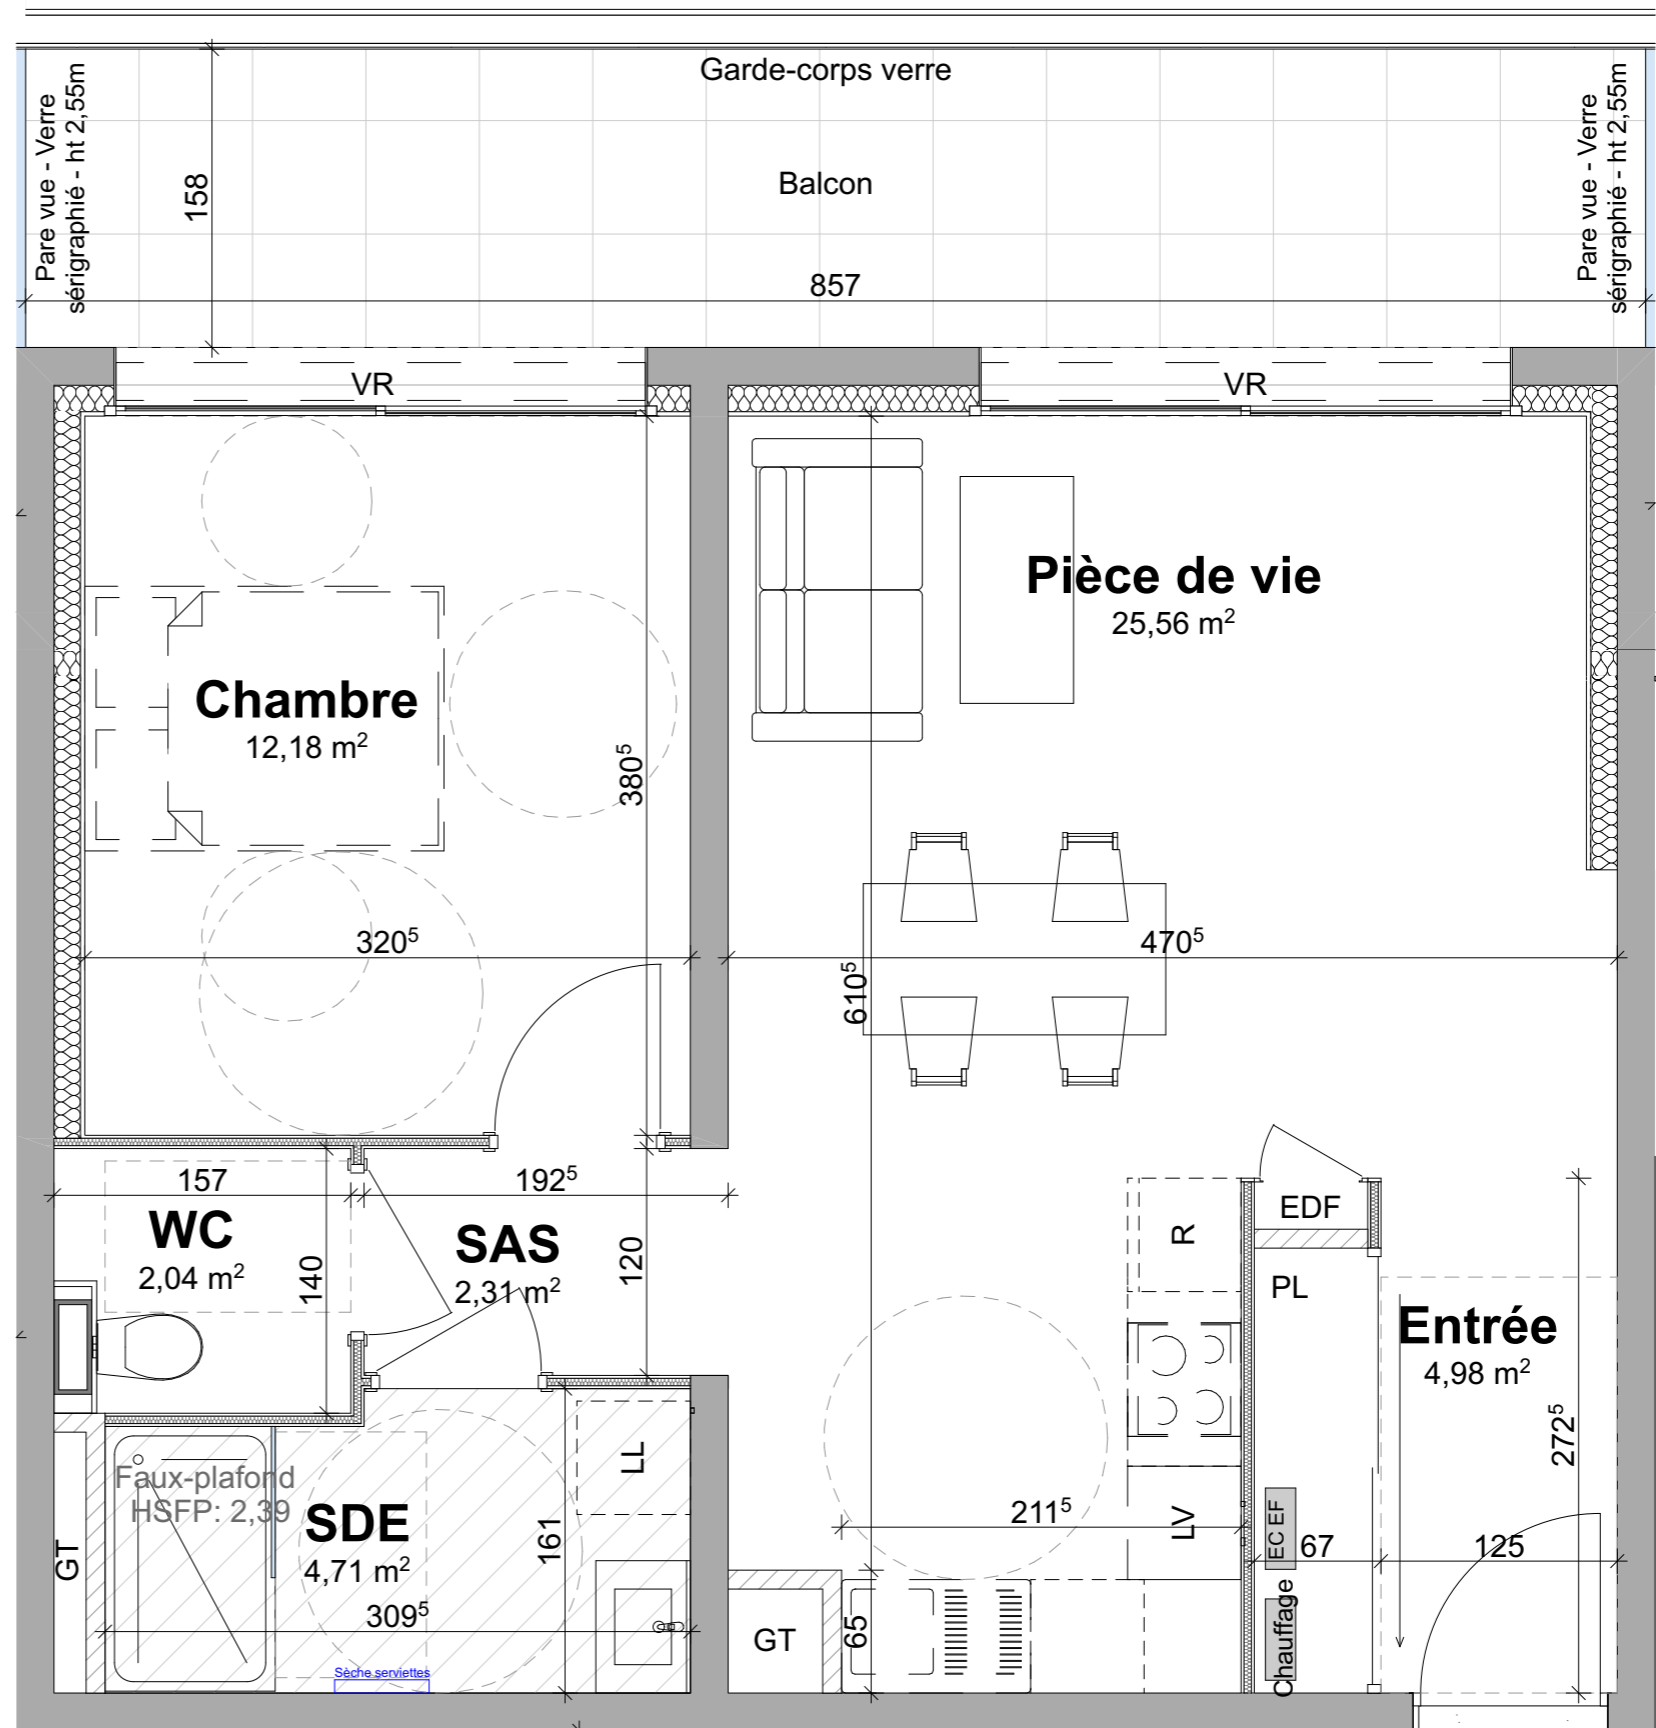 Garde-corps verre
Pare vue - Verre
sérigraphié - ht 2,55m
Pare vue - Verre
sérigraphié - ht 2,55m
158
Balcon
857
VR
VR
Pièce de vie
25,56 m²
Chambre
12,18 m²
380⁵
320⁵
470⁵
610⁵
157
192⁵
WC
2,04 m²
140
SAS
2,31 m²
120
EDF
R
PL
Entrée
4,98 m²
272⁵
Faux-plafond
HSFP: 2,39
SDE
4,71 m²
309⁵
161
LL
GT
Sèche serviettes
211⁵
LV
EC EF
67
125
Chauffage
GT
65